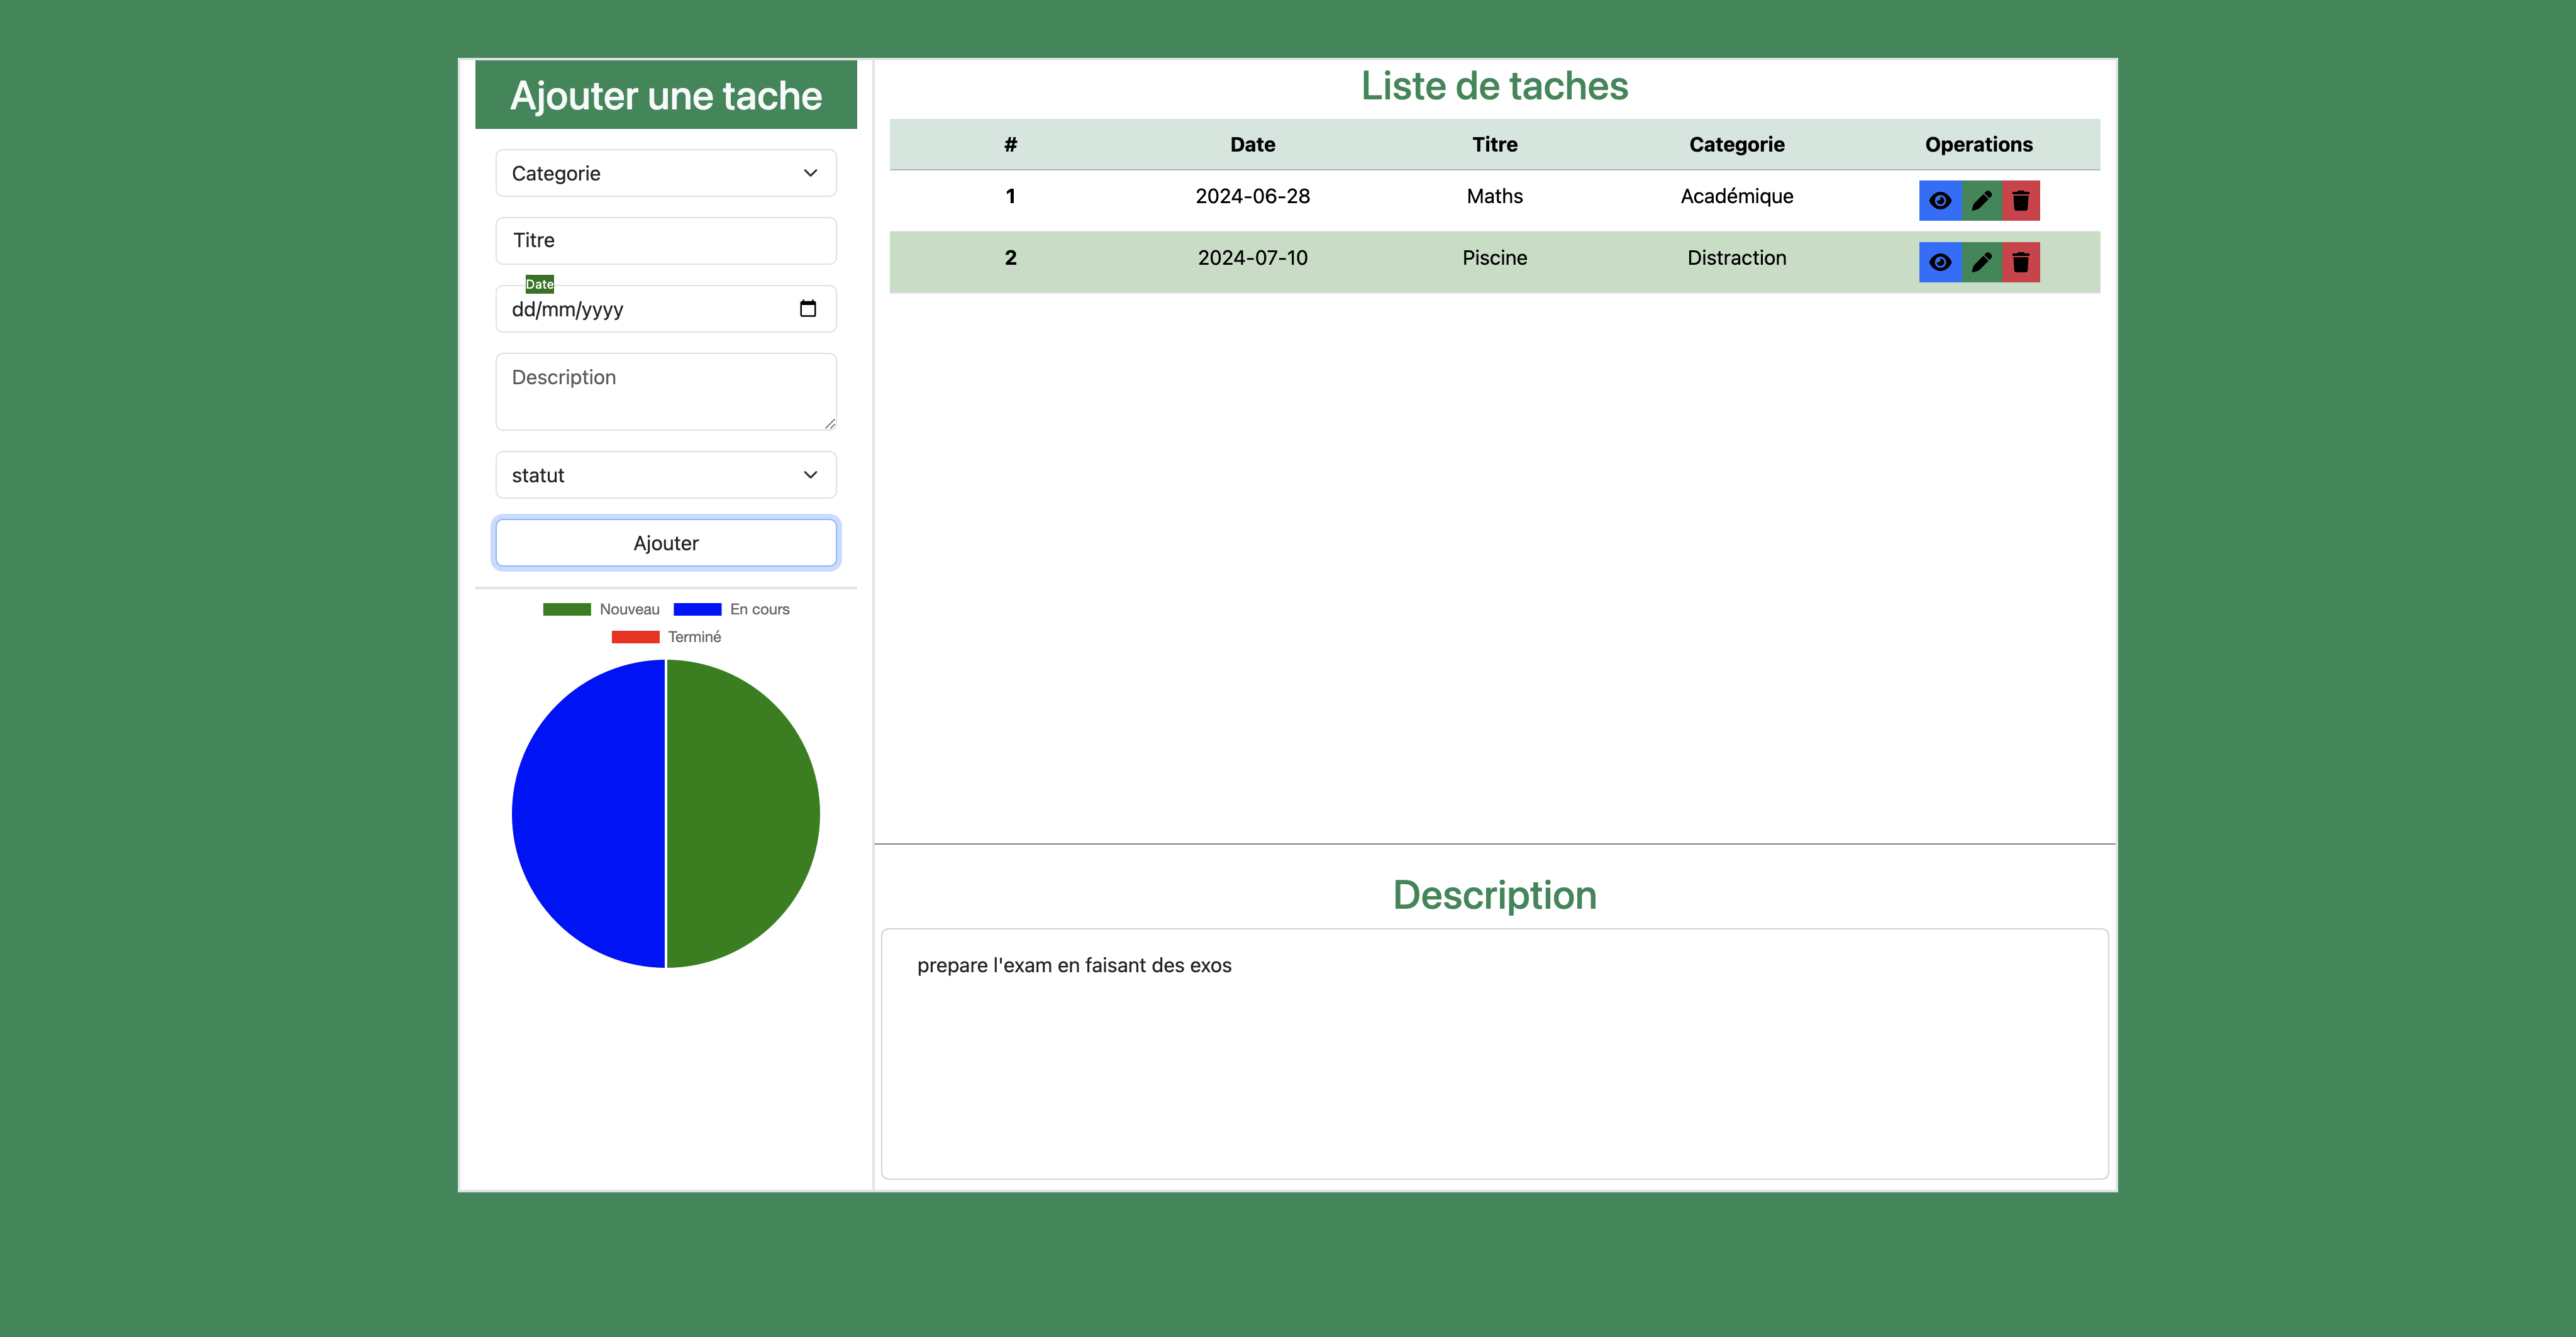 Ajouter une tache
Categorie
Titre
Date
dd/mm/yyyy
Description
statut
Ajouter
Nouveau En cours
Terminé
Liste de taches
# Date Titre Categorie Operations
1 2024-06-28 Maths Académique
2 2024-07-10 Piscine Distraction
Description
prepare l'exam en faisant des exos